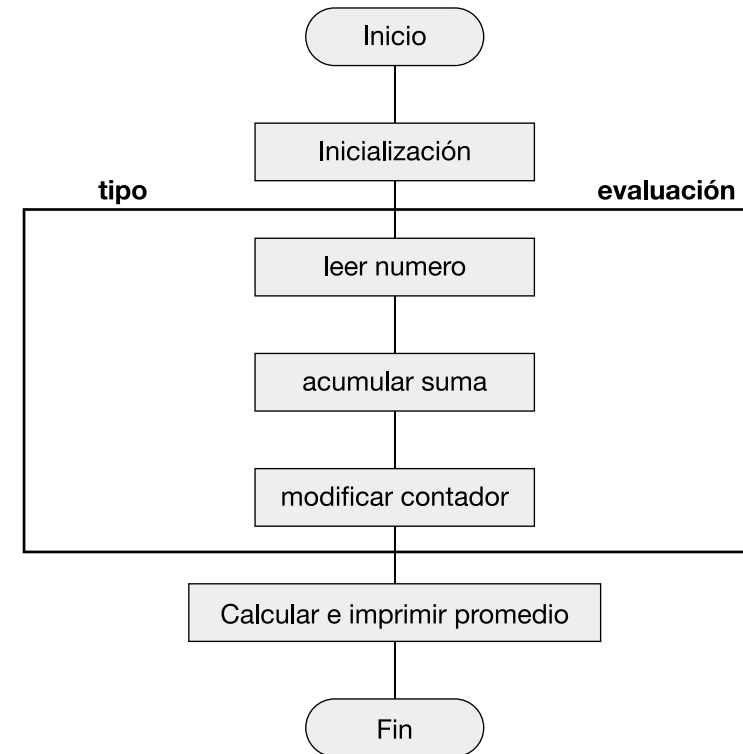 Inicio
Inicialización
tipo
evaluación
leer numero
acumular suma
modificar contador
Calcular e imprimir promedio
Fin